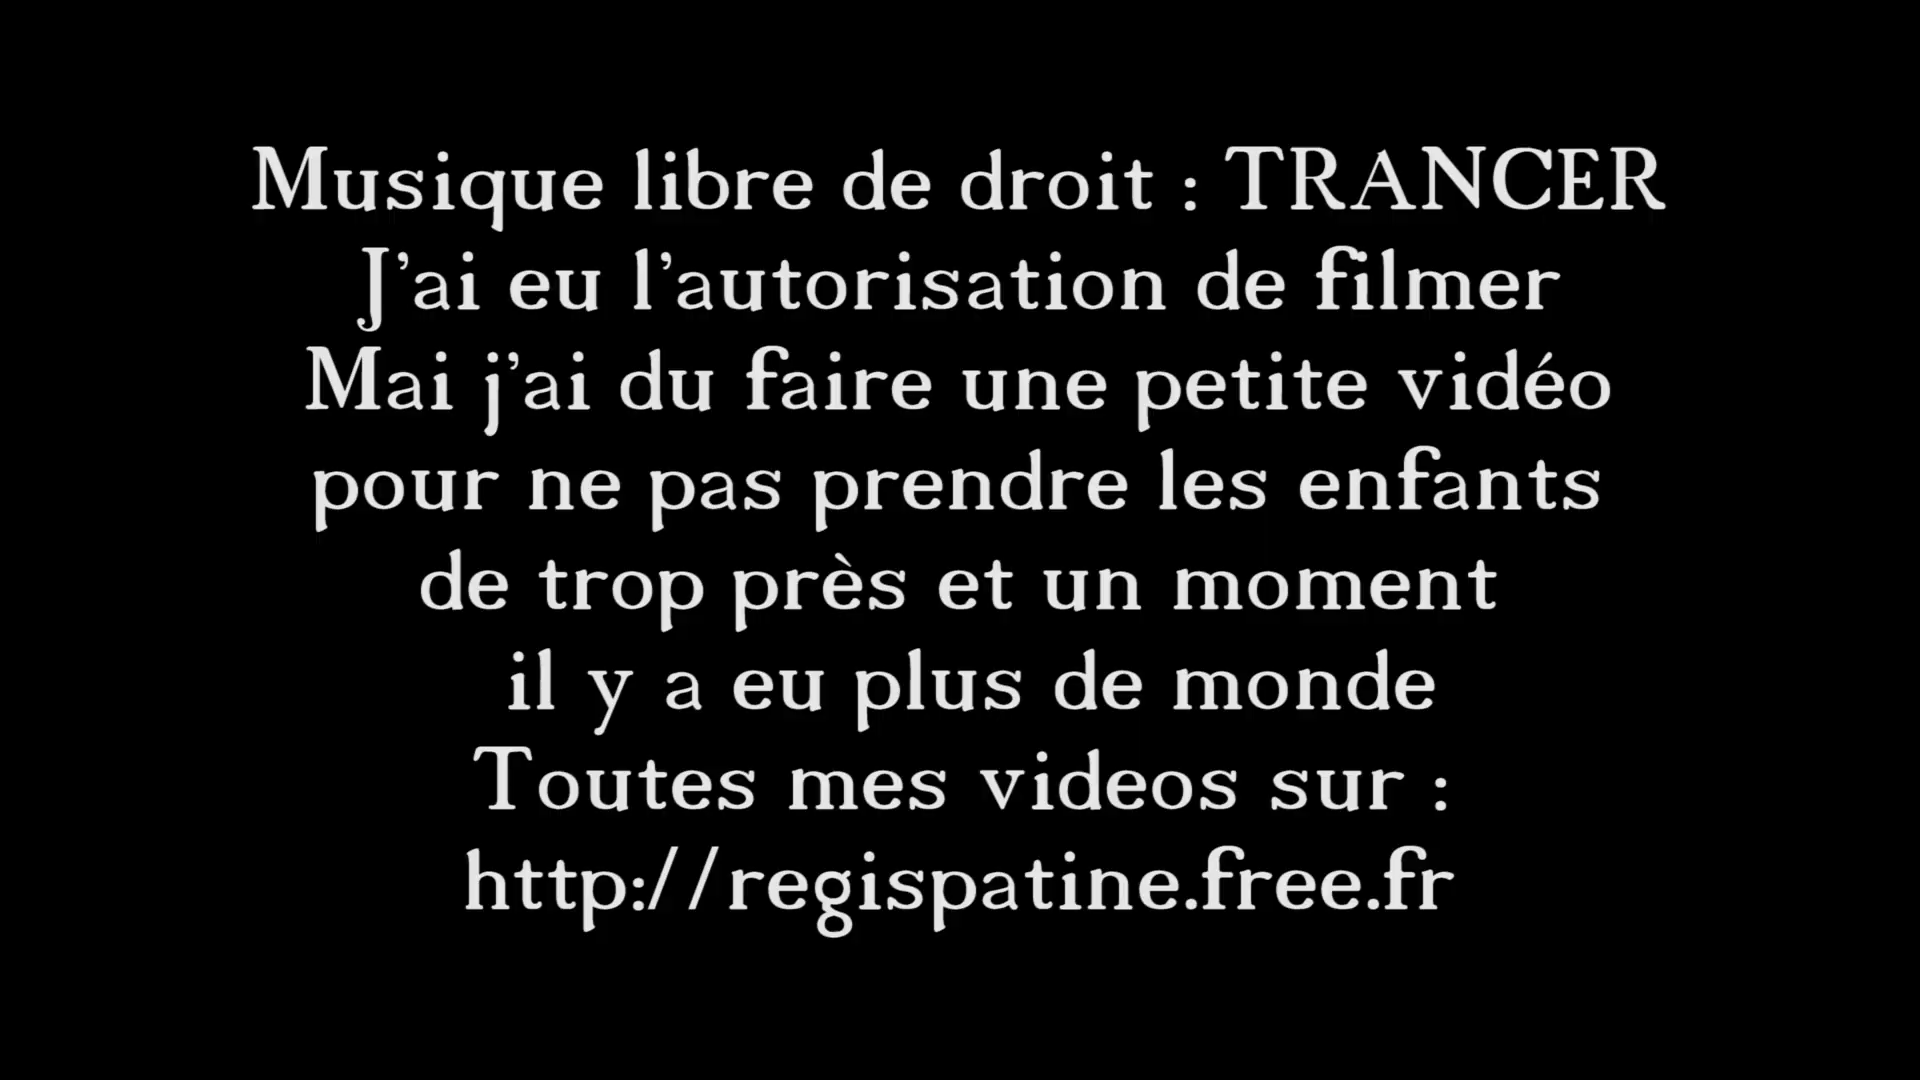 Musique libre de droit : TRANCER
J'ai eu l'autorisation de filmer
Mai j'ai du faire une petite vidéo
pour ne pas prendre les enfants
de trop près et un moment
il y a eu plus de monde
Toutes mes videos sur :
http://regispatine.free.fr